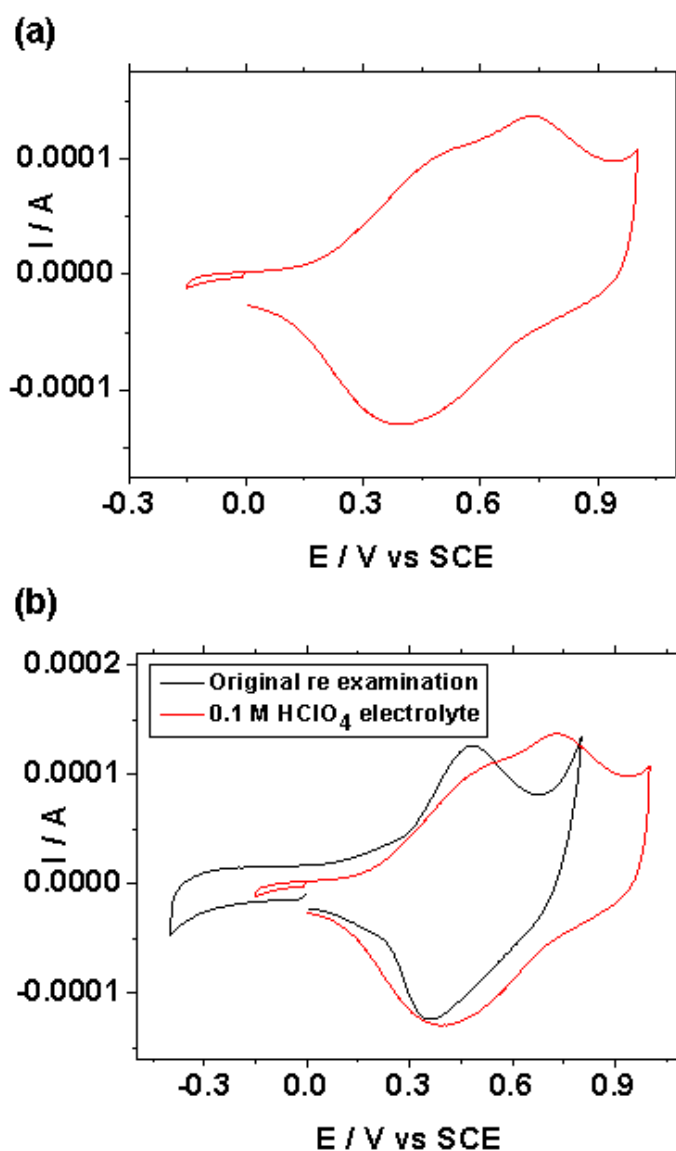 (a)
0.0001
0.0000
-0.0001
I / A
-0.3 0.0 0.3 0.6 0.9
E / V vs SCE
(b)
0.0002
0.0001
0.0000
-0.0001
I / A
Original re examination
0.1 M HClO₄ electrolyte
-0.3 0.0 0.3 0.6 0.9
E / V vs SCE